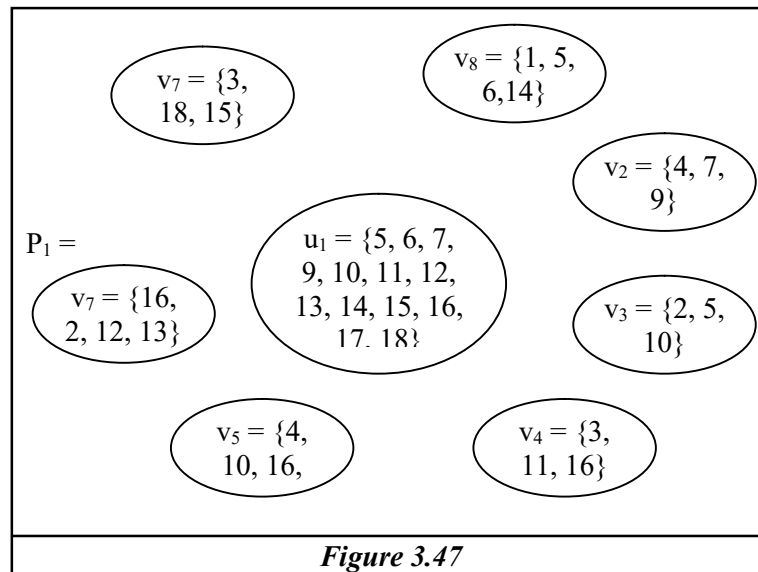 v₇ = {3,
18, 15}
v₈ = {1, 5,
6,14}
v₂ = {4, 7,
9}
P₁ =
u₁ = {5, 6, 7,
9, 10, 11, 12,
13, 14, 15, 16,
17, 18}
v₇ = {16,
2, 12, 13}
v₃ = {2, 5,
10}
v₅ = {4,
10, 16,
v₄ = {3,
11, 16}
Figure 3.47